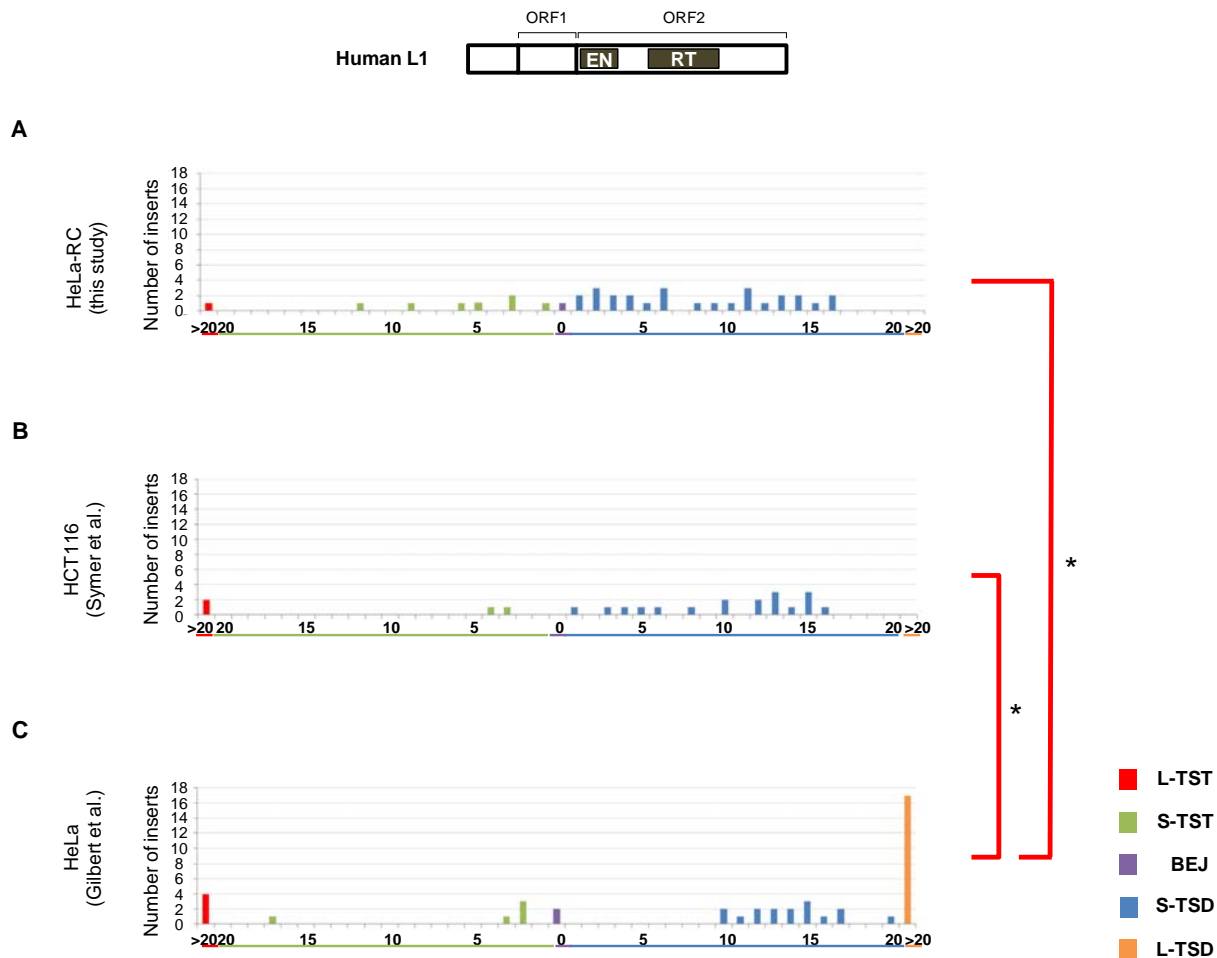 ORF1 ORF2
Human L1 EN RT
A
HeLa-RC
(this study)
Number of inserts
18
16
14
12
10
8
6
4
2
0
>20 20 15 10 5 0 5 10 15 20 >20
B
HCT116
(Symer et al.)
Number of inserts
18
16
14
12
10
8
6
4
2
0
>20 20 15 10 5 0 5 10 15 20 >20
*
*
C
HeLa
(Gilbert et al.)
Number of inserts
18
16
14
12
10
8
6
4
2
0
>20 20 15 10 5 0 5 10 15 20 >20
L-TST
S-TST
BEJ
S-TSD
L-TSD